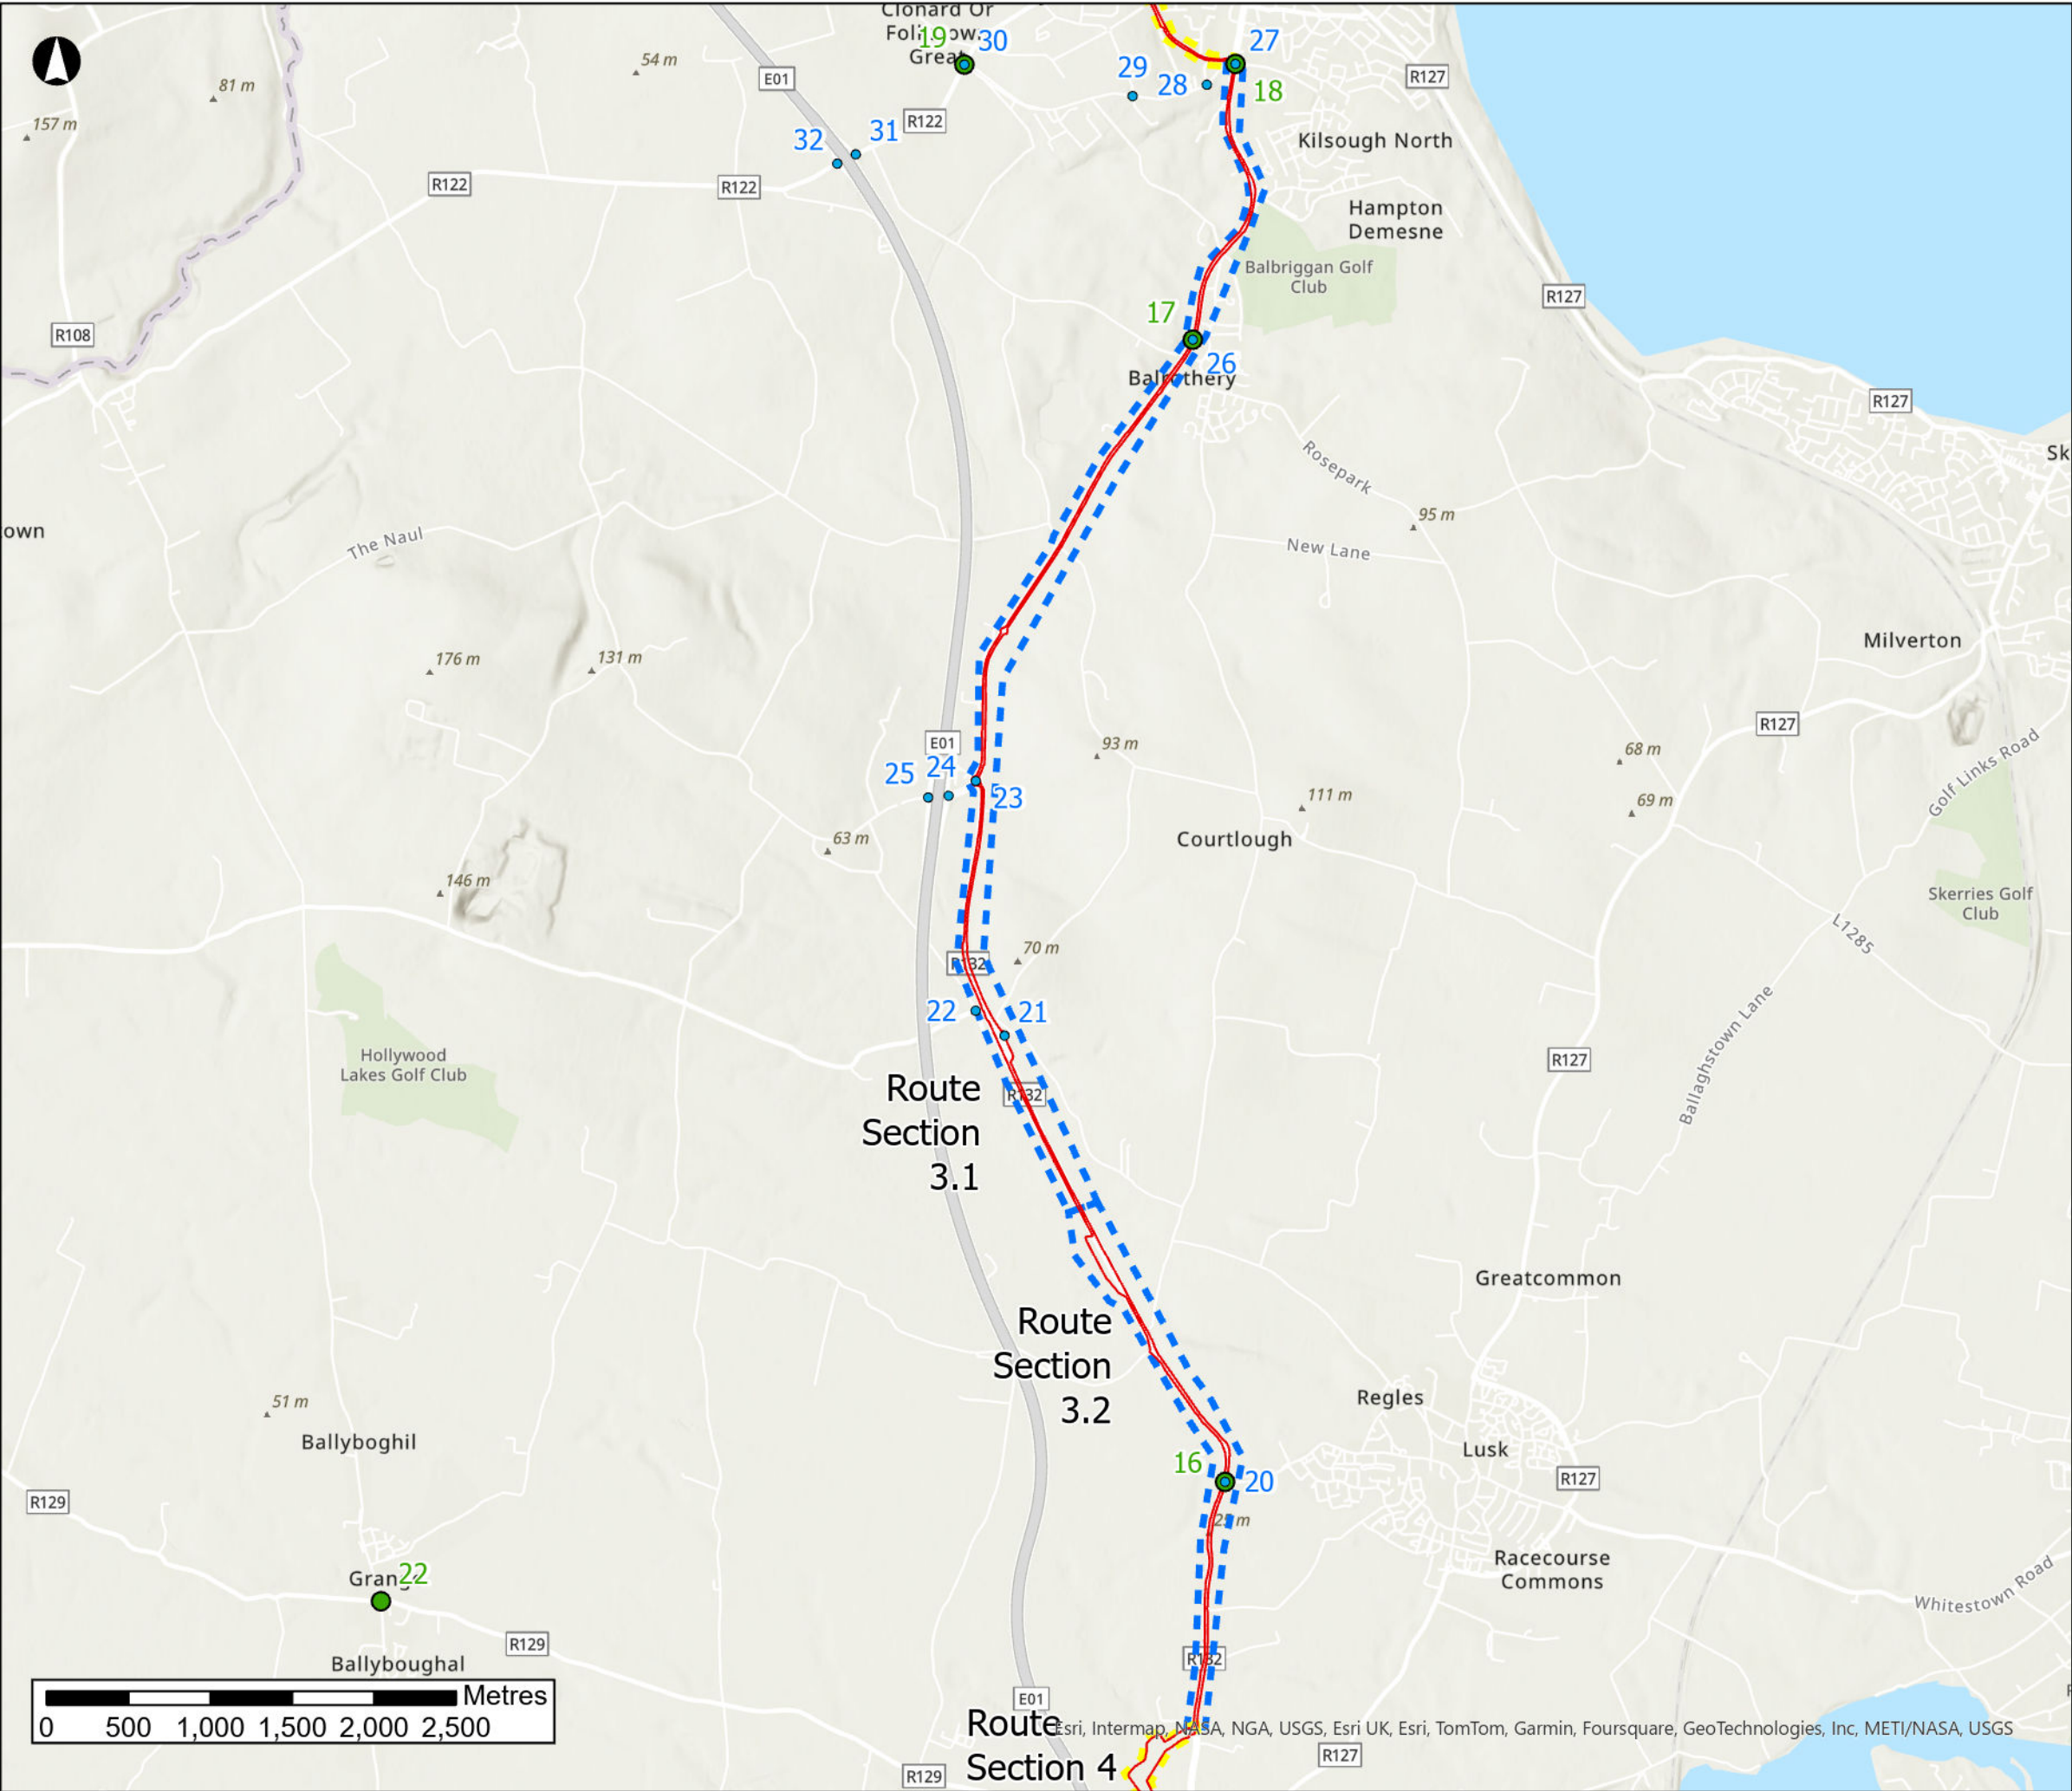 Clonard Or
Great
19
30
27
29
28
18
54 m
E01
R127
81 m
157 m
R122
32
31
Kilsough North
R122
R122
Hampton
Demesne
Balbriggan Golf
Club
R127
17
R108
26
R127
Rosepark
Sk
95 m
own
The Naul
New Lane
Milverton
176 m
131 m
R127
E01
93 m
68 m
25
24
23
Golf Links Road
111 m
69 m
63 m
Courtlough
146 m
Skerries Golf
Club
L1285
70 m
R132
22
21
Ballaghstown Lane
Hollywood
Lakes Golf Club
R127
Route
Section
3.1
R132
Greatcommon
Route
Section
3.2
51 m
Regles
Ballyboghil
Lusk
16
20
R127
R129
25 m
Racecourse
Commons
22
Whitestown Road
R129
R132
Ballyboughal
Metres
0 500 1,000 1,500 2,000 2,500
E01
Route
Section 4
Esri, Intermap, NASA, NGA, USGS, Esri UK, Esri, TomTom, Garmin, Foursquare, GeoTechnologies, Inc, METI/NASA, USGS
R127
R129